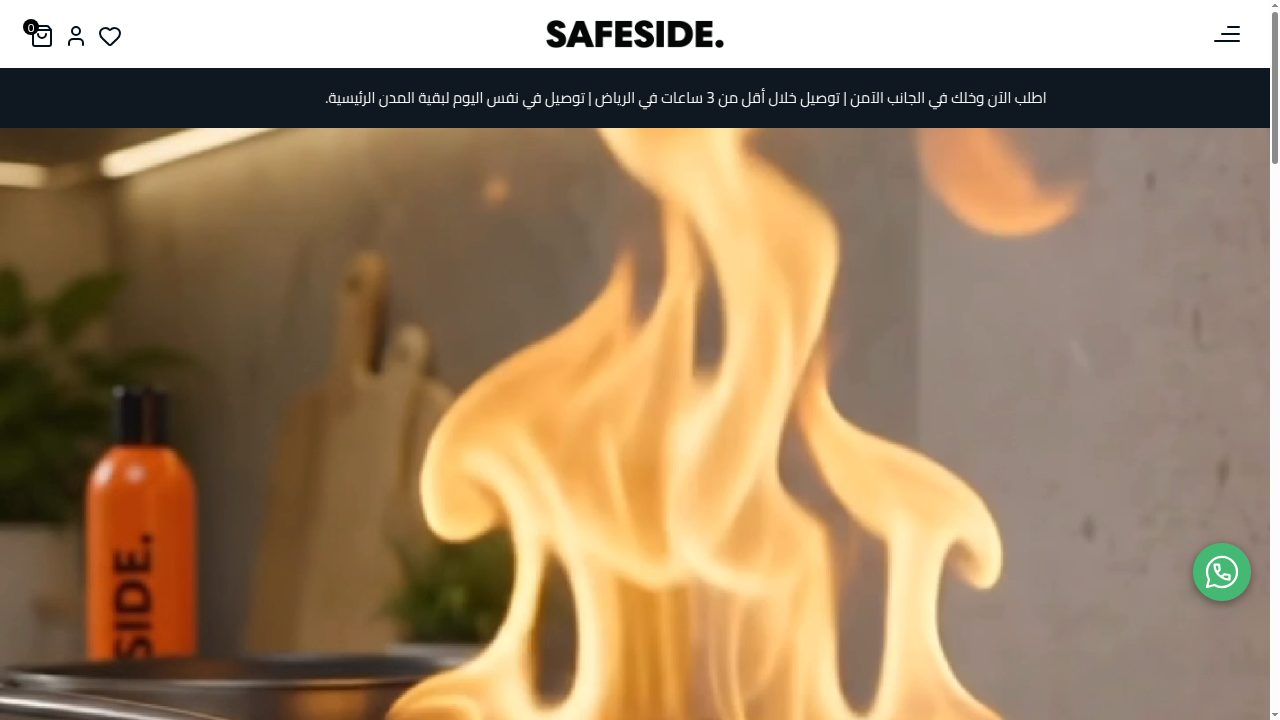 SAFESIDE.
0
اطلب الآن وخلك في الجانب الآمن | توصيل خلال أقل من 3 ساعات في الرياض | توصيل في نفس اليوم لبقية المدن الرئيسية.
SIDE.